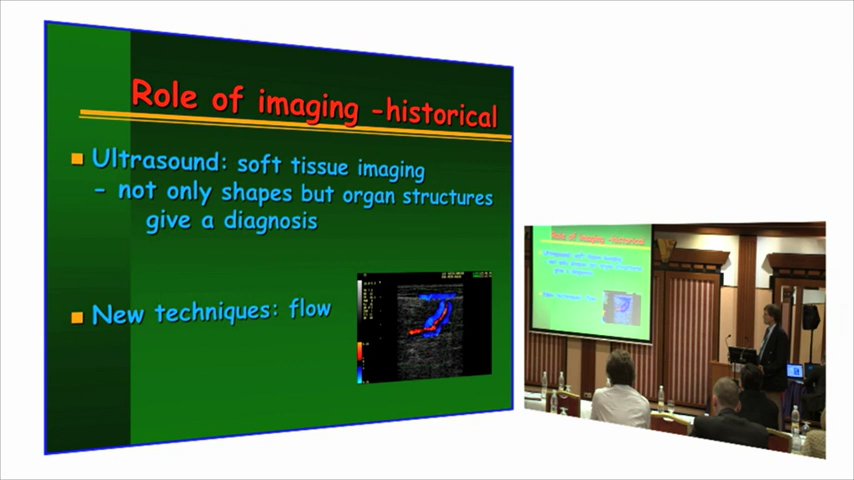 Role of imaging -historical
Ultrasound: soft tissue imaging
- not only shapes but organ structures
give a diagnosis
New techniques: flow